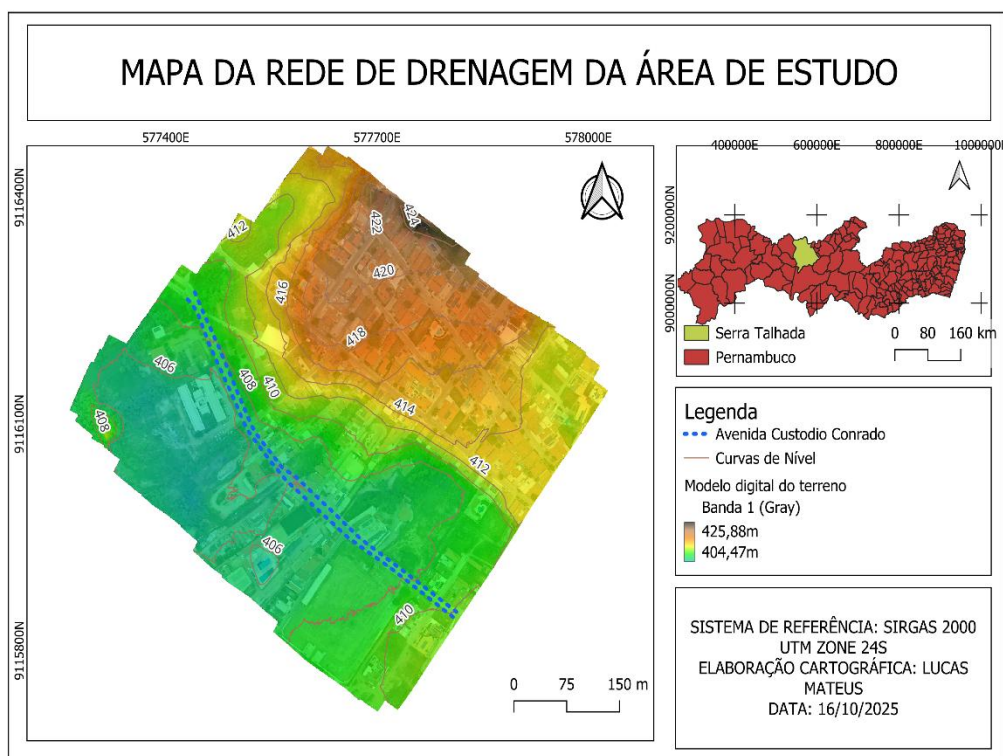 MAPA DA REDE DE DRENAGEM DA ÁREA DE ESTUDO
577400E 577700E 578000E
9116400N
9116100N
9115800N
412
422
424
420
416
418
406
408
410
414
408
412
406
410
0 75 150 m
400000E 600000E 800000E 1000000E
9200000N
9000000N
Serra Talhada
Pernambuco
0 80 160 km
Legenda
Avenida Custodio Conrado
Curvas de Nível
Modelo digital do terreno
Banda 1 (Gray)
425,88m
404,47m
SISTEMA DE REFERÊNCIA: SIRGAS 2000
UTM ZONE 24S
ELABORAÇÃO CARTOGRÁFICA: LUCAS
MATEUS
DATA: 16/10/2025